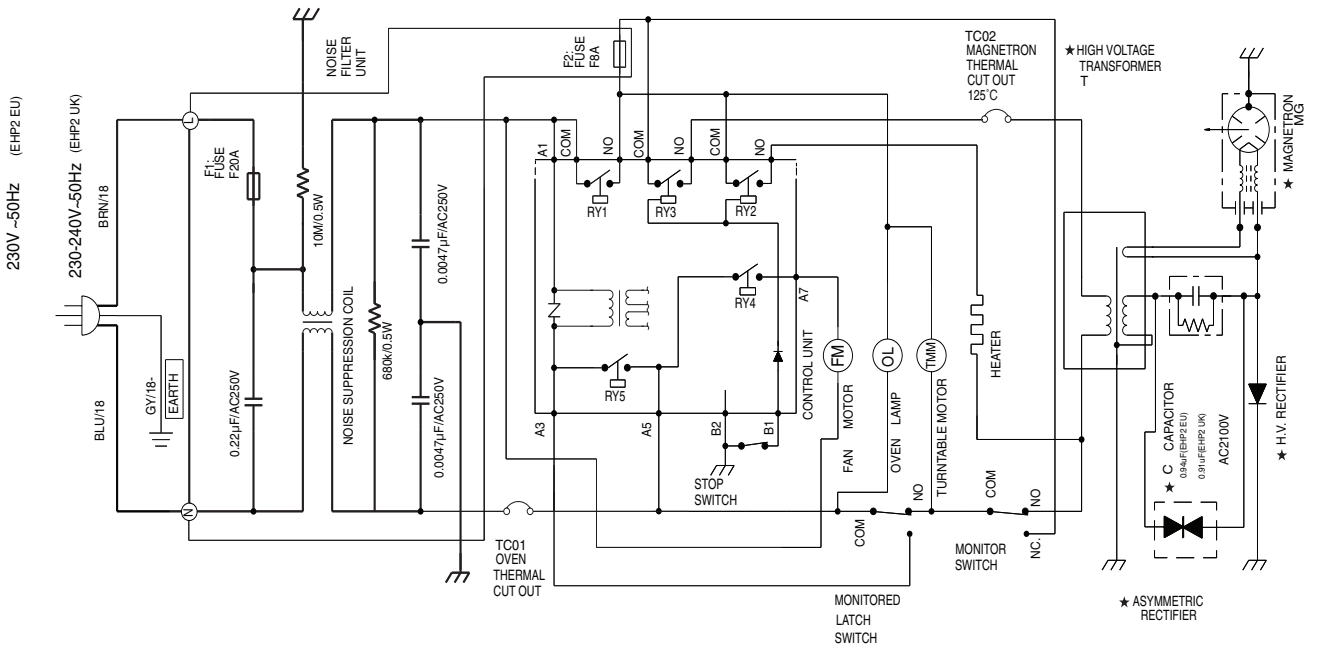 230V ~50Hz (EHP2 EU)
230-240V~50Hz (EHP2 UK)
BRN/18
BLU/18
GY/18-
EARTH
L
N
F1:
FUSE
F20A
0.22µF/AC250V
10M/0.5W
NOISE
FILTER
UNIT
NOISE SUPPRESSION COIL
680k/0.5W
0.0047µF/AC250V
0.0047µF/AC250V
TC01
OVEN
THERMAL
CUT OUT
F2:
FUSE
F8A
A1
COM
NO
COM
NO
COM
NO
RY1
RY3
RY2
RY4
RY5
A7
A3
A5
B2
B1
CONTROL UNIT
STOP
SWITCH
FM
FAN MOTOR
OL
OVEN LAMP
TMM
TURNTABLE MOTOR
HEATER
COM
NO
MONITORED
LATCH
SWITCH
COM
NO
NC.
MONITOR
SWITCH
TC02
MAGNETRON
THERMAL
CUT OUT
125°C
★HIGH VOLTAGE
TRANSFORMER
T
★ MAGNETRON
MG
★ C CAPACITOR
0.94uF(EHP2 EU)
0.91uF(EHP2 UK)
AC2100V
★ H.V. RECTIFIER
★ ASYMMETRIC
RECTIFIER